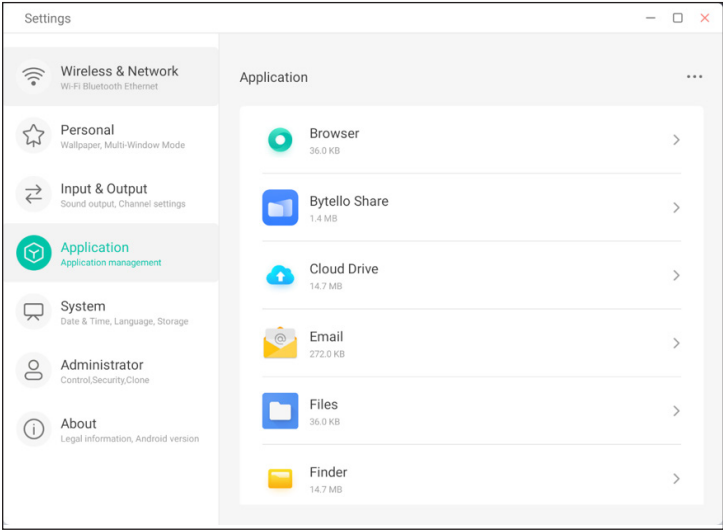 Settings
Wireless & Network
Wi-Fi Bluetooth Ethernet
Personal
Wallpaper, Multi-Window Mode
Input & Output
Sound output, Channel settings
Application
Application management
System
Date & Time, Language, Storage
Administrator
Control,Security,Clone
About
Legal information, Android version
Application
Browser
36.0 KB
Bytello Share
1.4 MB
Cloud Drive
14.7 MB
Email
272.0 KB
Files
36.0 KB
Finder
14.7 MB